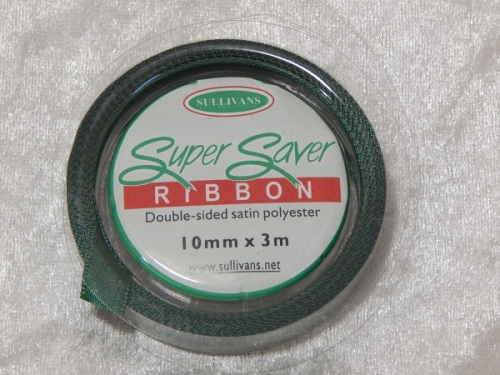 SULLIVANS
Super Saver
RIBBON
Double-sided satin polyester
10mm x 3m
www.sullivans.net